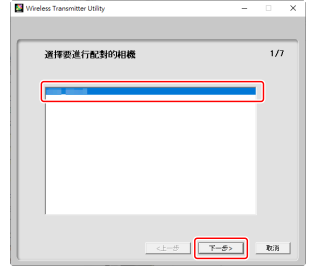 Wireless Transmitter Utility
選擇要進行配對的相機
1/7
<上一步
下一步>
取消